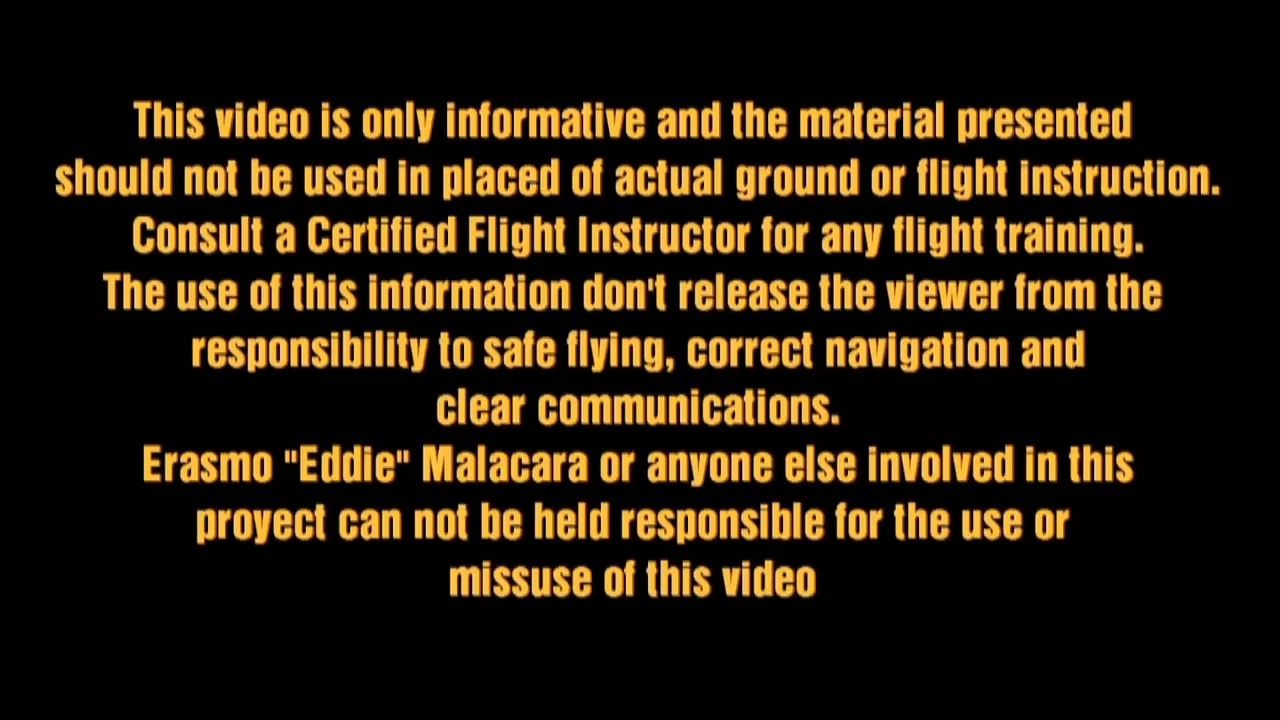 This video is only informative and the material presented
should not be used in placed of actual ground or flight instruction.
Consult a Certified Flight Instructor for any flight training.
The use of this information don't release the viewer from the
responsibility to safe flying, correct navigation and
clear communications.
Erasmo "Eddie" Malacara or anyone else involved in this
proyect can not be held responsible for the use or
missuse of this video